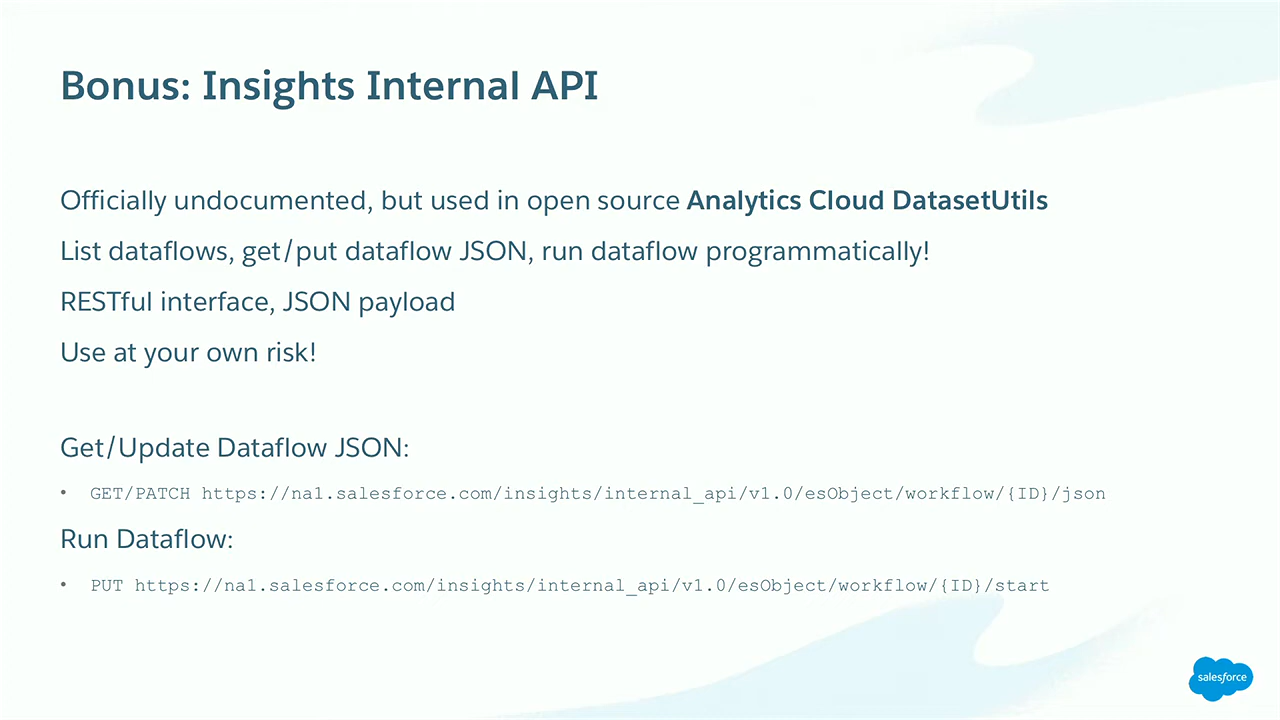 Bonus: Insights Internal API
Officially undocumented, but used in open source Analytics Cloud DatasetUtils
List dataflows, get/put dataflow JSON, run dataflow programmatically!
RESTful interface, JSON payload
Use at your own risk!
Get/Update Dataflow JSON:
• GET/PATCH https://na1.salesforce.com/insights/internal_api/v1.0/esObject/workflow/{ID}/json
Run Dataflow:
• PUT https://na1.salesforce.com/insights/internal_api/v1.0/esObject/workflow/{ID}/start
salesforce